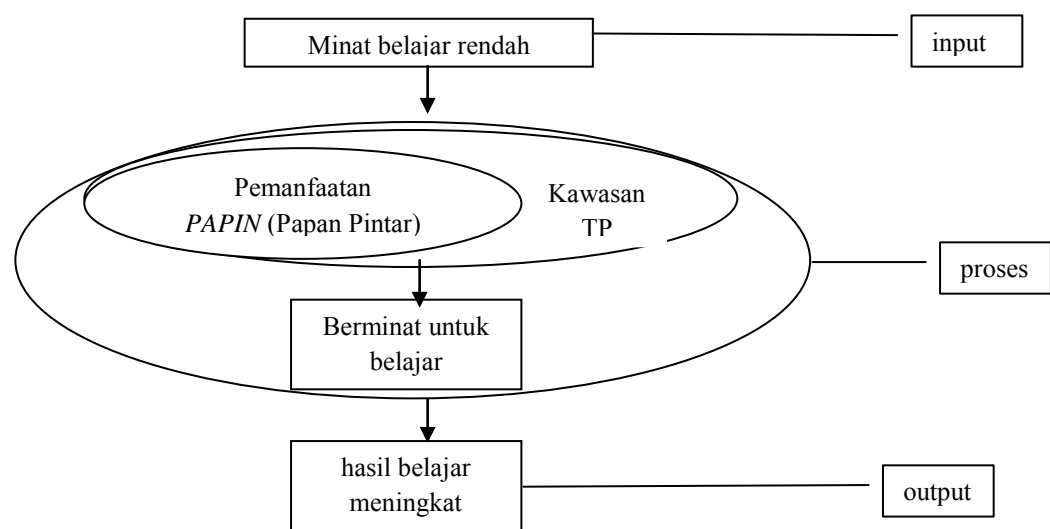 Minat belajar rendah
input
Pemanfaatan
PAPIN (Papan Pintar)
Kawasan
TP
proses
Berminat untuk
belajar
hasil belajar
meningkat
output